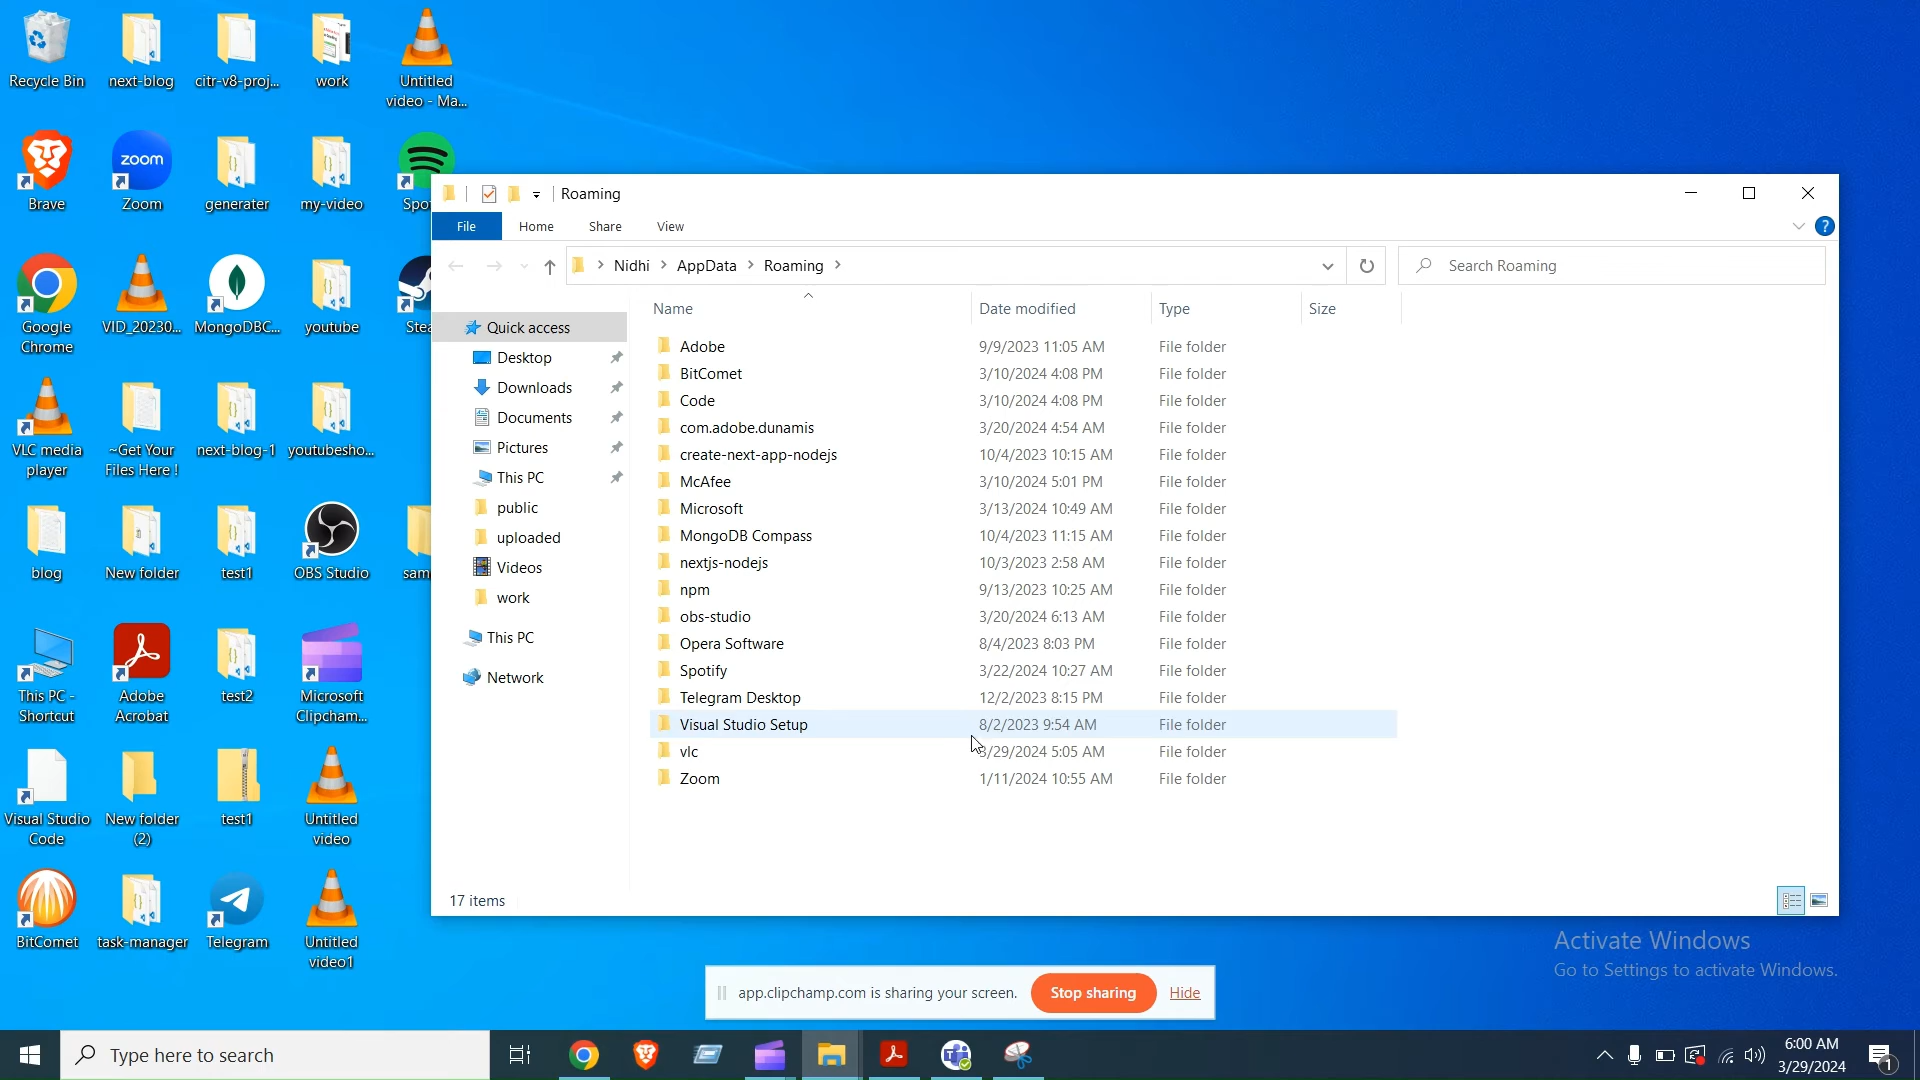 Recycle Bin
next-blog
citr-v8-proj...
work
Untitled
video - Ma...
Brave
zoom
Zoom
generater
my-video
Google
Chrome
VID_20230...
MongoDBC...
youtube
VLC media
player
~Get Your
Files Here !
next-blog-1
youtubesho...
blog
New folder
test1
OBS Studio
sam
This PC -
Shortcut
Adobe
Acrobat
test2
Microsoft
Clipcham...
Visual Studio
Code
New folder
(2)
test1
Untitled
video
BitComet
task-manager
Telegram
Untitled
video1
Roaming
File
Home
Share
View
?
Nidhi
AppData
Roaming
Search Roaming
Name
Date modified
Type
Size
Quick access
Desktop
Downloads
Documents
Pictures
This PC
public
uploaded
Videos
work
This PC
Network
Adobe 9/9/2023 11:05 AM File folder
BitComet 3/10/2024 4:08 PM File folder
Code 3/10/2024 4:08 PM File folder
com.adobe.dunamis 3/20/2024 4:54 AM File folder
create-next-app-nodejs 10/4/2023 10:15 AM File folder
McAfee 3/10/2024 5:01 PM File folder
Microsoft 3/13/2024 10:49 AM File folder
MongoDB Compass 10/4/2023 11:15 AM File folder
nextjs-nodejs 10/3/2023 2:58 AM File folder
npm 9/13/2023 10:25 AM File folder
obs-studio 3/20/2024 6:13 AM File folder
Opera Software 8/4/2023 8:03 PM File folder
Spotify 3/22/2024 10:27 AM File folder
Telegram Desktop 12/2/2023 8:15 PM File folder
Visual Studio Setup 8/2/2023 9:54 AM File folder
vlc 3/29/2024 5:05 AM File folder
Zoom 1/11/2024 10:55 AM File folder
17 items
Activate Windows
Go to Settings to activate Windows.
app.clipchamp.com is sharing your screen.
Stop sharing
Hide
Type here to search
6:00 AM
3/29/2024
1